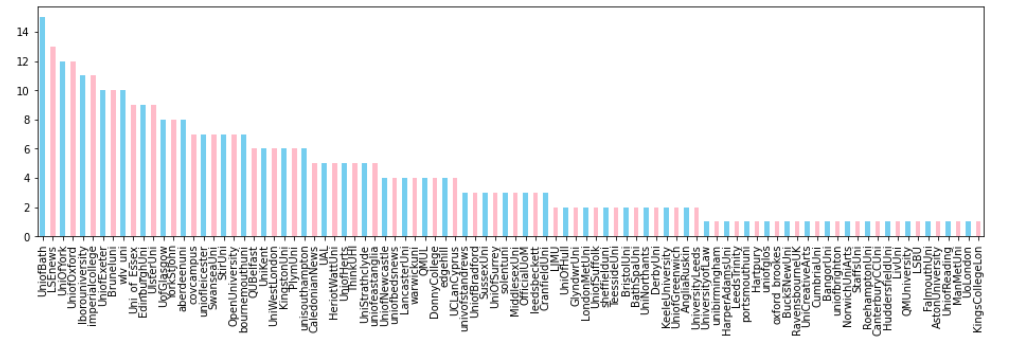 14
12
10
8
6
4
2
0
UniofBath
LSEnews
UniOfYork
UniofOxford
lborouniversity
imperialcollege
UniofExeter
Bruneluni
wlv_uni
Uni_of_Essex
EdinburghUni
UlsterUni
UofGlasgow
YorkStJohn
aberdeenuni
covcampus
uniofleicester
SwanseaUni
StirUni
OpenUniversity
bournemouthuni
QUBelfast
UniKent
UniWestLondon
KingstonUni
PlymUni
unisouthampton
CaledonianNews
UAL
HeriotWattUni
UniofHerts
ThinkUHI
UniStrathclyde
uniofeastanglia
UniofNewcastle
uniofbedsnews
LancasterUni
warwickuni
QMUL
DonnyCollege
edgehill
UCLanCyprus
univofstandrews
UniofBradford
SussexUni
UniOfSurrey
solentuni
MiddlesexUni
OfficialUoM
leedsbeckett
CranfieldUni
LJMU
UniOfHull
GlyndwrUni
LondonMetUni
UniofSuffolk
sheffielduni
TeessideUni
BristolUni
BathSpaUni
UniNorthants
DerbyUni
KeeleUniversity
UniofGreenwich
AngliaRuskin
UniversityLeeds
UniversityofLaw
unibirmingham
HarperAdamsUni
LeedsTrinity
portsmouthuni
Hartpury
uniofglos
oxford_brookes
BucksNewUni
RavensbourneUK
UniCreativeArts
CumbriaUni
BangorUni
uniofbrighton
NorwichUniArts
StaffsUni
RoehamptonUni
CanterburyCCUni
HuddersfieldUni
QMUniversity
LSBU
FalmouthUni
AstonUniversity
UniofReading
ManMetUni
UoLondon
KingsCollegeLon